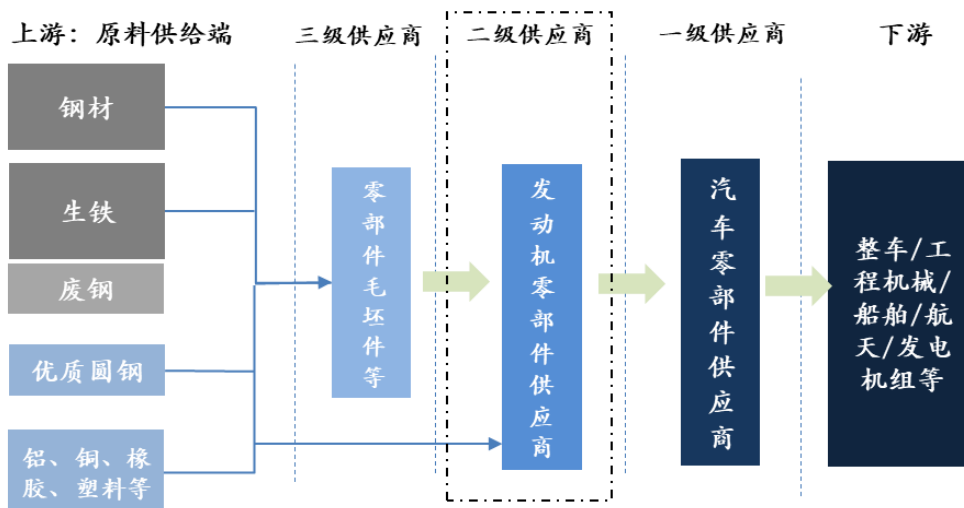 上游：原料供给端
三级供应商
二级供应商
一级供应商
下游
钢材
生铁
废钢
优质圆钢
铝、铜、橡
胶、塑料等
零部件毛坯件等
发动机零部件供应商
汽车零部件供应商
整车/工
程机械/
船舶/航
天/发电
机组等